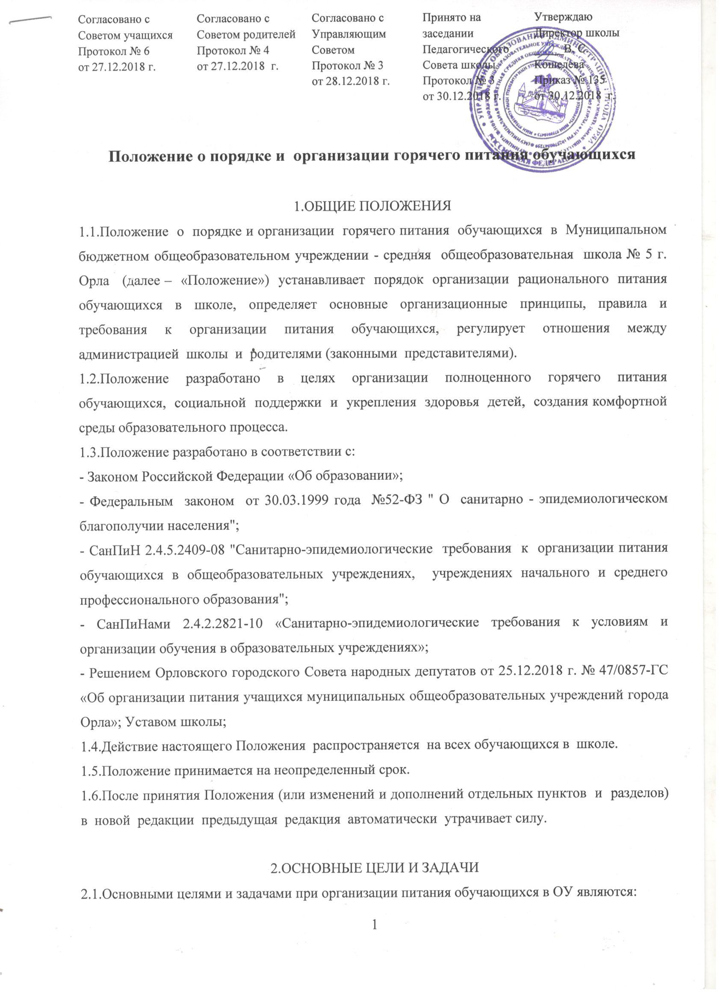 Согласовано с
Советом учащихся
Протокол № 6
от 27.12.2018 г.
Согласовано с
Советом родителей
Протокол № 4
от 27.12.2018 г.
Согласовано с
Управляющим
Советом
Протокол № 3
от 28.12.2018 г.
Принято на
заседании
Педагогического
Совета школы
Протокол № 3
от 30.12.2018 г.
Утверждаю
Директор школы
В. С.
Кошелева
Приказ № 135
от 30.12.2018 г.
Положение о порядке и организации горячего питания обучающихся
1.ОБЩИЕ ПОЛОЖЕНИЯ
1.1.Положение о порядке и организации горячего питания обучающихся в Муниципальном
бюджетном общеобразовательном учреждении - средняя общеобразовательная школа № 5 г.
Орла (далее – «Положение») устанавливает порядок организации рационального питания
обучающихся в школе, определяет основные организационные принципы, правила и
требования к организации питания обучающихся, регулирует отношения между
администрацией школы и родителями (законными представителями).
1.2.Положение разработано в целях организации полноценного горячего питания
обучающихся, социальной поддержки и укрепления здоровья детей, создания комфортной
среды образовательного процесса.
1.3.Положение разработано в соответствии с:
- Законом Российской Федерации «Об образовании»;
- Федеральным законом от 30.03.1999 года №52-ФЗ " О санитарно - эпидемиологическом
благополучии населения";
- СанПиН 2.4.5.2409-08 "Санитарно-эпидемиологические требования к организации питания
обучающихся в общеобразовательных учреждениях, учреждениях начального и среднего
профессионального образования";
- СанПиНами 2.4.2.2821-10 «Санитарно-эпидемиологические требования к условиям и
организации обучения в образовательных учреждениях»;
- Решением Орловского городского Совета народных депутатов от 25.12.2018 г. № 47/0857-ГС
«Об организации питания учащихся муниципальных общеобразовательных учреждений города
Орла»; Уставом школы;
1.4.Действие настоящего Положения распространяется на всех обучающихся в школе.
1.5.Положение принимается на неопределенный срок.
1.6.После принятия Положения (или изменений и дополнений отдельных пунктов и разделов)
в новой редакции предыдущая редакция автоматически утрачивает силу.
2.ОСНОВНЫЕ ЦЕЛИ И ЗАДАЧИ
2.1.Основными целями и задачами при организации питания обучающихся в ОУ являются:
1
УПРАВЛЕНИЕ ОБРАЗОВАНИЯ АДМИНИСТРАЦИИ ГОРОДА ОРЛА
РОССИЙСКАЯ ФЕДЕРАЦИЯ